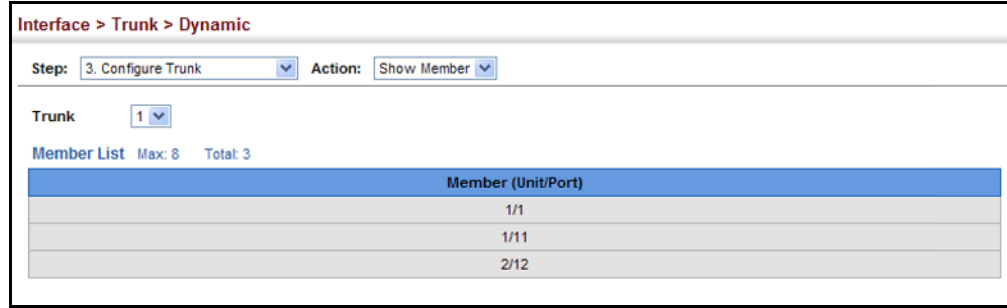 Interface > Trunk > Dynamic
Step: 3. Configure Trunk Action: Show Member
Trunk 1
Member List Max: 8 Total: 3
Member (Unit/Port)
1/1
1/11
2/12